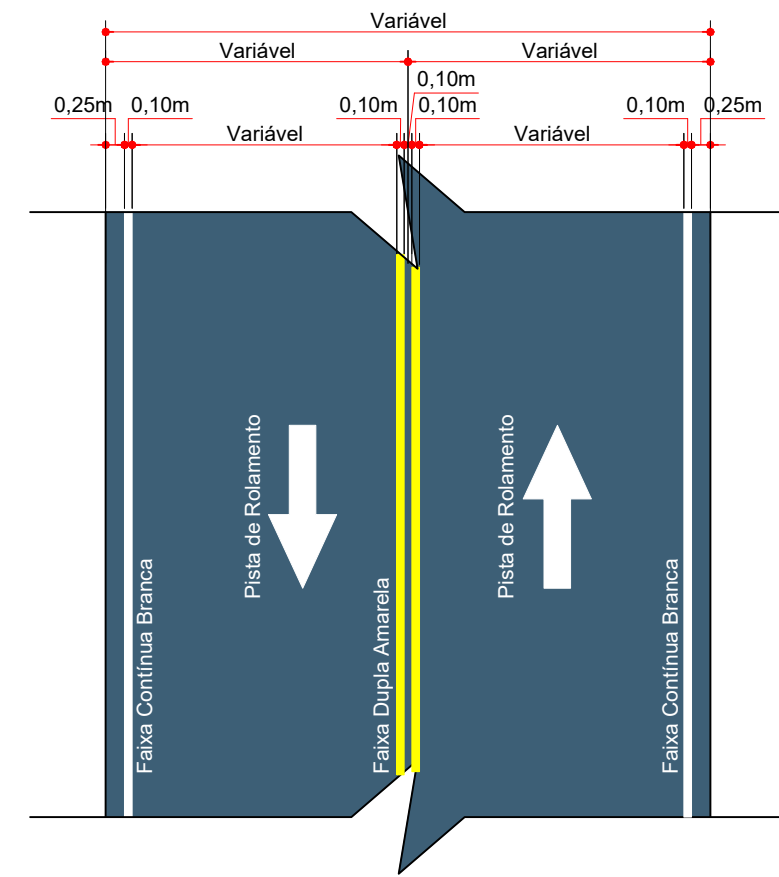 Variável
Variável
Variável
0,10m
0,25m
0,10m
0,10m
0,10m
0,10m
0,25m
Variável
Variável
Faixa Contínua Branca
Pista de Rolamento
Faixa Dupla Amarela
Pista de Rolamento
Faixa Contínua Branca